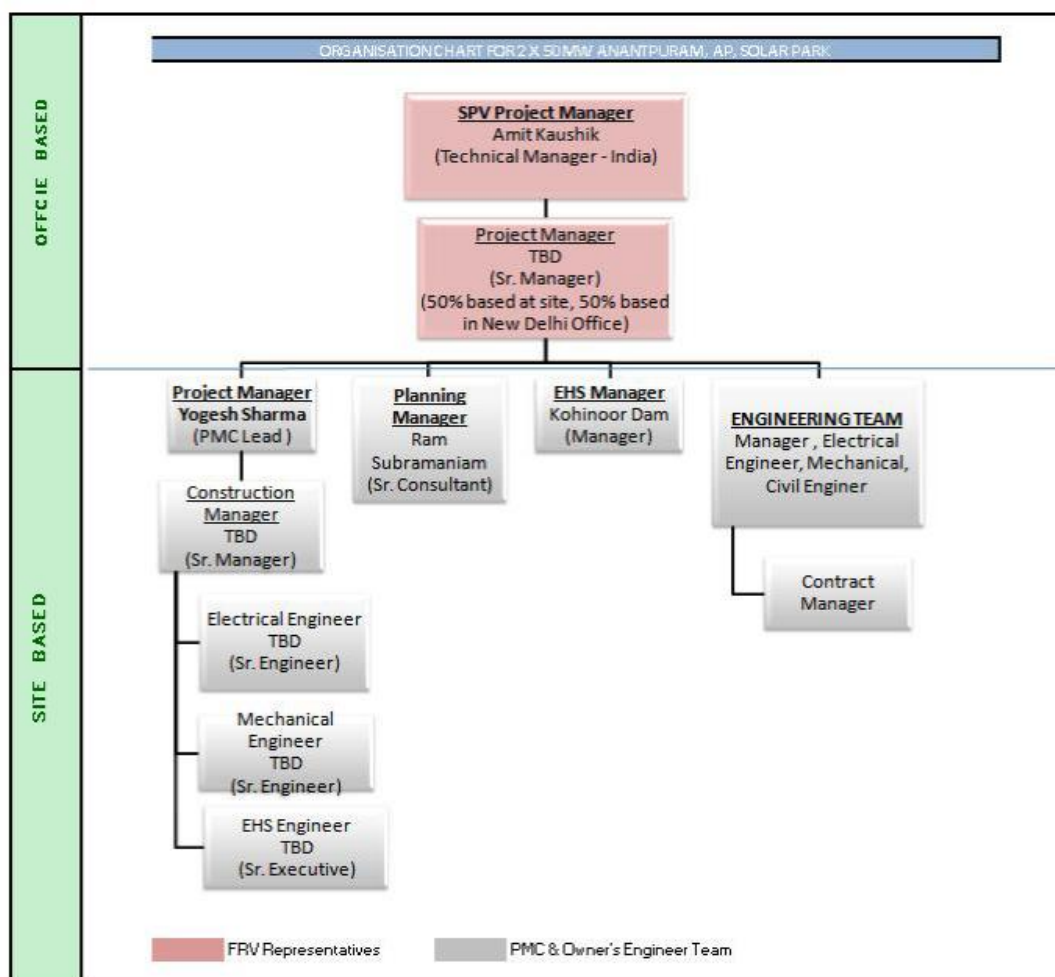 ORGANISATION CHART FOR 2 X 50 MW ANANTPURAM, AP, SOLAR PARK
OFFCIE BASED
SPV Project Manager
Amit Kaushik
(Technical Manager - India)
Project Manager
TBD
(Sr. Manager)
(50% based at site, 50% based
in New Delhi Office)
SITE BASED
Project Manager
Yogesh Sharma
(PMC Lead )
Planning
Manager
Ram
Subramaniam
(Sr. Consultant)
EHS Manager
Kohinoor Dam
(Manager)
ENGINEERING TEAM
Manager , Electrical
Engineer, Mechanical,
Civil Enginer
Construction
Manager
TBD
(Sr. Manager)
Contract
Manager
Electrical Engineer
TBD
(Sr. Engineer)
Mechanical
Engineer
TBD
(Sr. Engineer)
EHS Engineer
TBD
(Sr. Executive)
FRV Representatives
PMC & Owner's Engineer Team